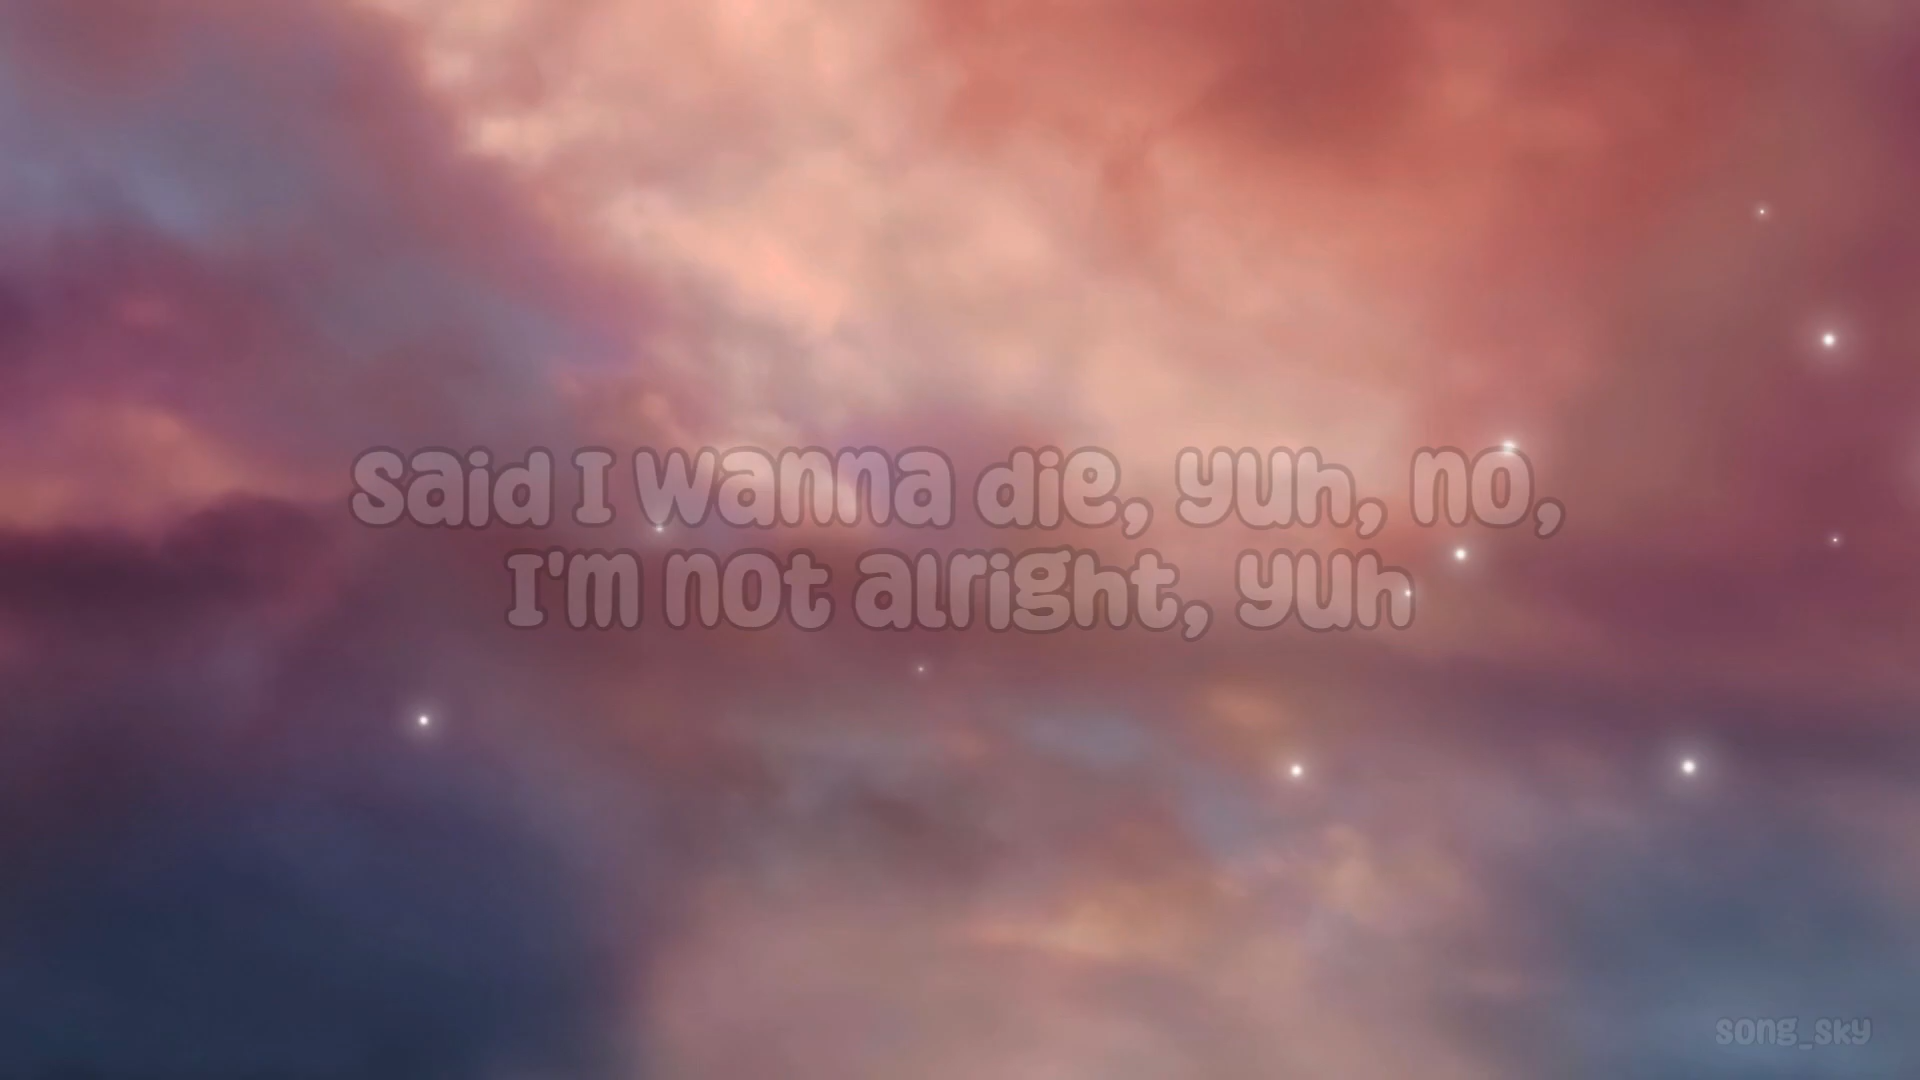 Said I wanna die, yuh, no,
I'm not alright, yuh
song_sky